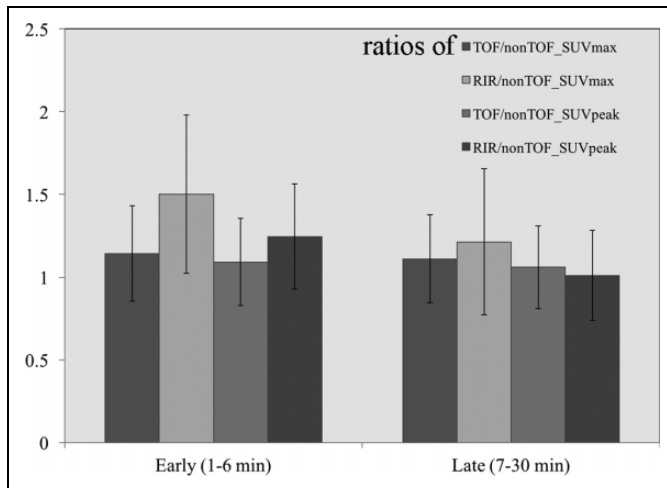 2.5
ratios of
TOF/nonTOF_SUVmax
RIR/nonTOF_SUVmax
TOF/nonTOF_SUVpeak
RIR/nonTOF_SUVpeak
2
1.5
1
0.5
0
Early (1-6 min)
Late (7-30 min)